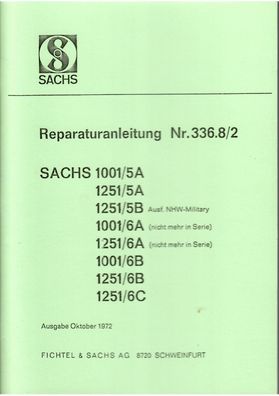 SACHS
Reparaturanleitung Nr. 336.8/2
SACHS 1001/5A
1251/5A
1251/5B Ausf. NHW-Military
1001/6A (nicht mehr in Serie)
1251/6A (nicht mehr in Serie)
1001/6B
1251/6B
1251/6C
Ausgabe Oktober 1972
FICHTEL & SACHS AG 8720 SCHWEINFURT